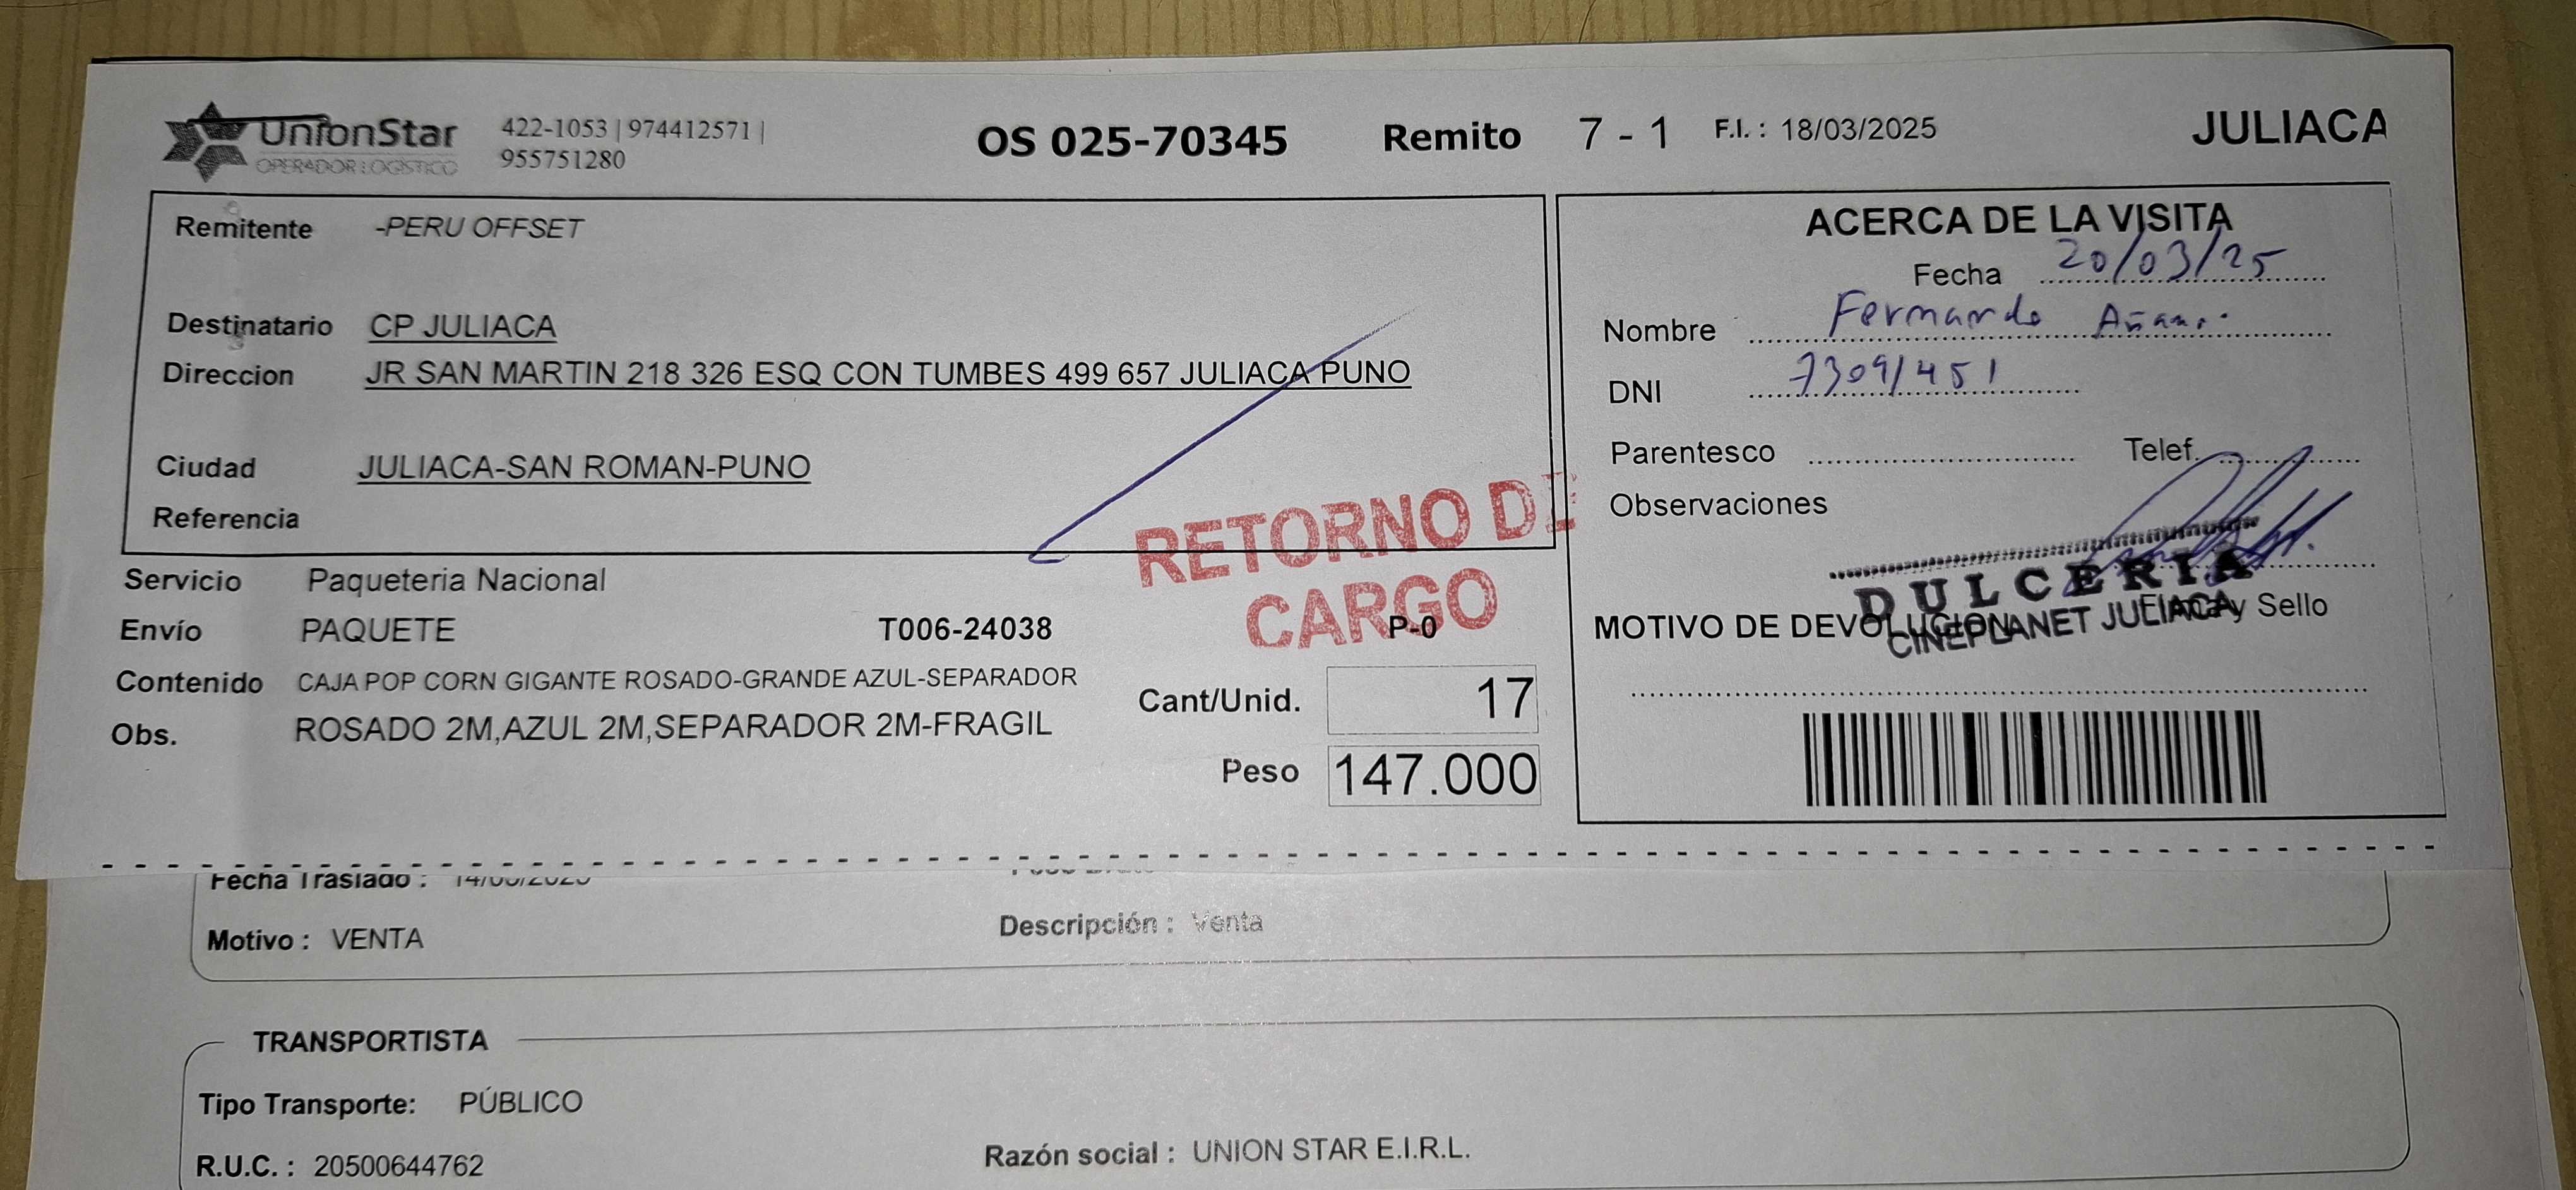 UnionStar
OPERADOR LOGÍSTICO
422-1053 | 974412571 |
955751280
OS 025-70345 Remito 7 - 1 F.I. : 18/03/2025 JULIACA
Remitente -PERU OFFSET
Destinatario CP JULIACA
Direccion JR SAN MARTIN 218 326 ESQ CON TUMBES 499 657 JULIACA PUNO
Ciudad JULIACA-SAN ROMAN-PUNO
Referencia
RETORNO DE
CARGO
Servicio Paqueteria Nacional
Envío PAQUETE T006-24038 P-0
Contenido CAJA POP CORN GIGANTE ROSADO-GRANDE AZUL-SEPARADOR
Obs. ROSADO 2M,AZUL 2M,SEPARADOR 2M-FRAGIL
Cant/Unid. 17
Peso 147.000
ACERCA DE LA VISITA
Fecha 20/03/25
Nombre Fernando
DNI 73091451
Parentesco Telef.
Observaciones
DULCERIA
CINEPLANET JULIACA
Firma y Sello
MOTIVO DE DEVOLUCION
Fecha Traslado :
Motivo : VENTA Descripción : Venta
TRANSPORTISTA
Tipo Transporte: PÚBLICO
R.U.C. : 20500644762 Razón social : UNION STAR E.I.R.L.